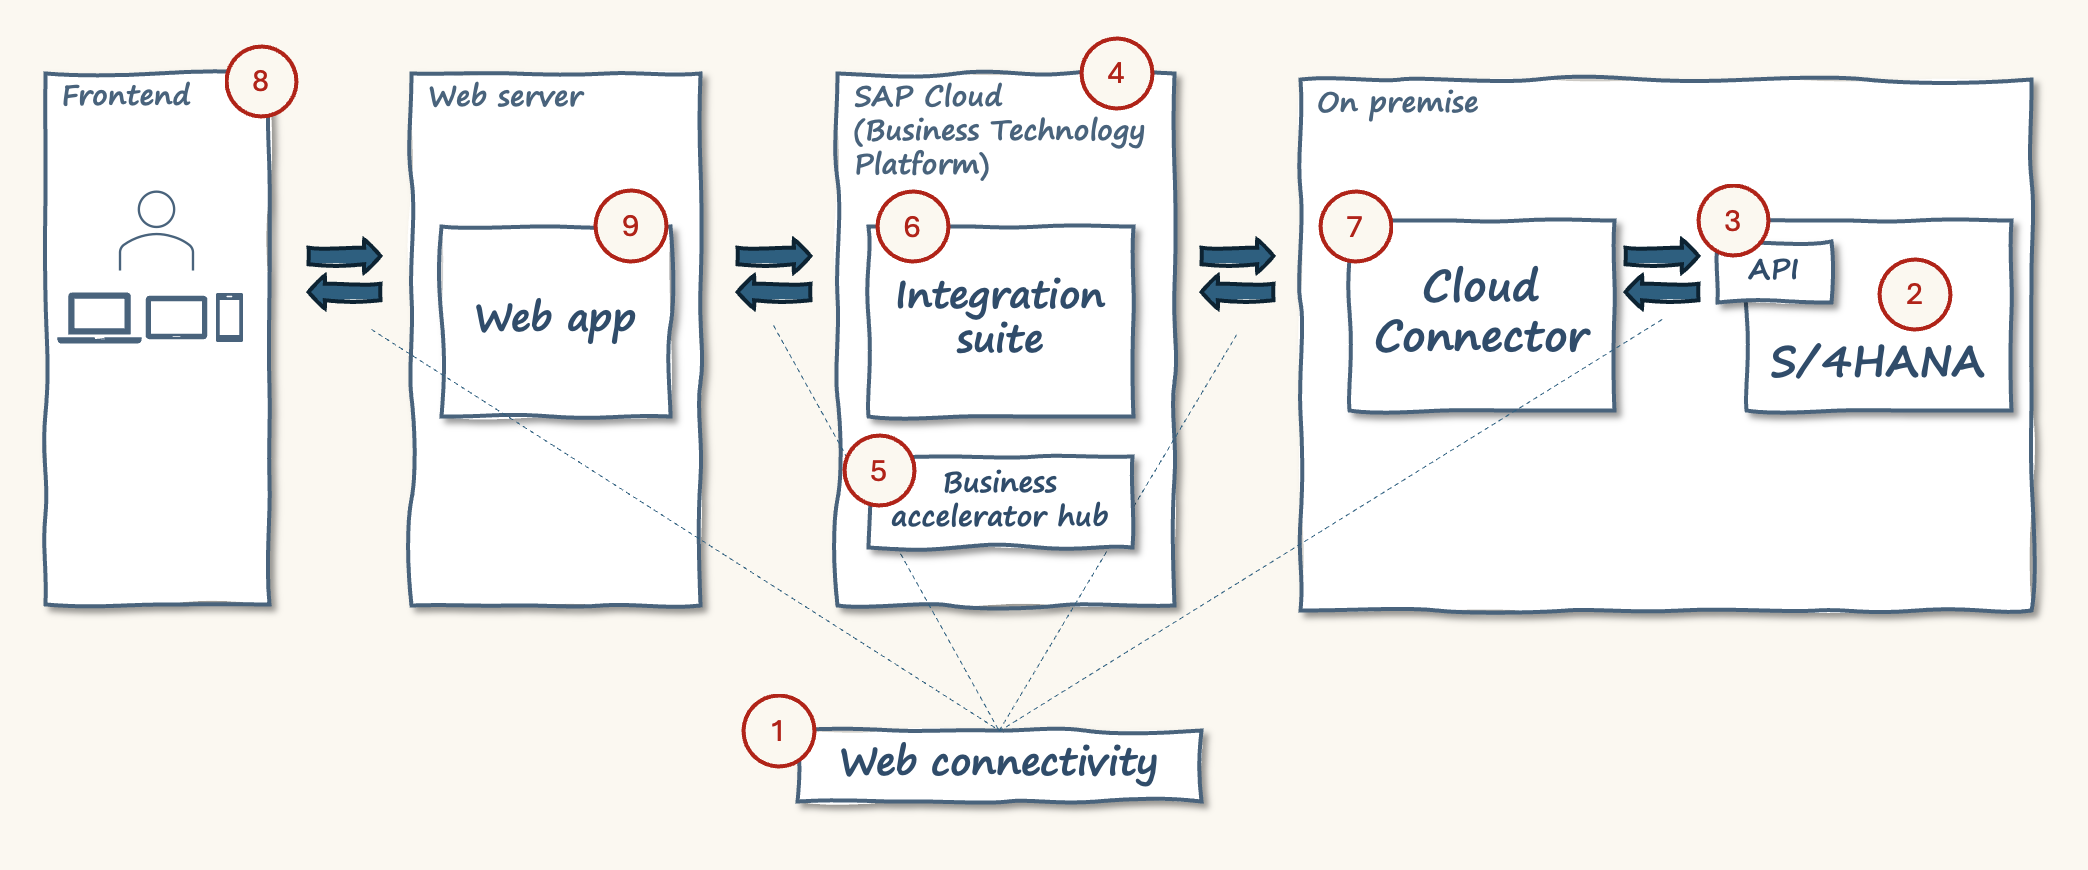 Frontend
8
Web server
9
Web app
SAP Cloud
(Business Technology
Platform)
4
6
Integration
suite
5
Business
accelerator hub
On premise
7
Cloud
Connector
3
API
2
S/4HANA
1
Web connectivity